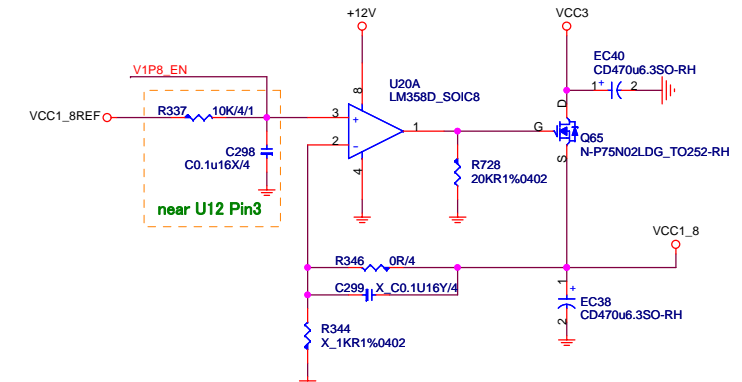 +12V
VCC3
V1P8_EN
EC40
CD470u6.3SO-RH
U20A
LM358D_SOIC8
8
1
+
2
D
R337
10K/4/1
VCC1_8REF
3
+
1
G
Q65
N-P75N02LDG_TO252-RH
C298
C0.1u16X/4
2
-
4
S
R728
20KR1%0402
near U12 Pin3
VCC1_8
R346
0R/4
C299
X_C0.1U16Y/4
1
+
EC38
CD470u6.3SO-RH
2
R344
X_1KR1%0402